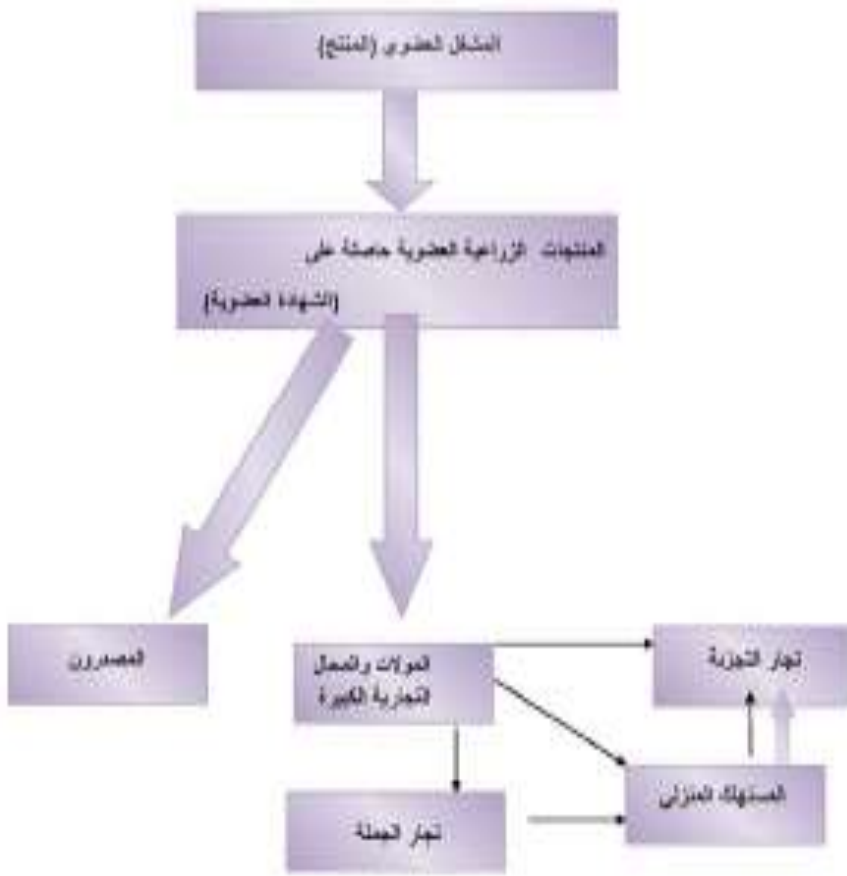 المشغل العضوي (المنتج)
المنتجات الزراعية العضوية حاصلة على
(الشهادة العضوية)
المصدرون
المولات والمحال
التجارية الكبيرة
تجار التجزئة
تجار الجملة
المستهلك المنزلي